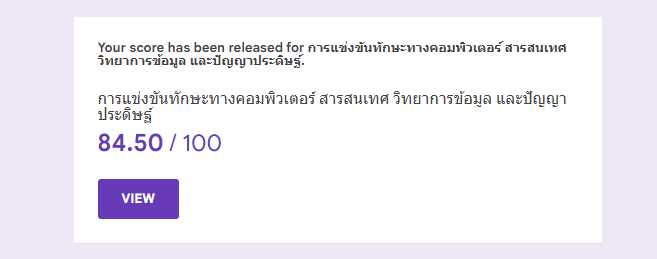 Your score has been released for การแข่งขันทักษะทางคอมพิวเตอร์ สารสนเทศ
วิทยาการข้อมูล และปัญญาประดิษฐ์.
การแข่งขันทักษะทางคอมพิวเตอร์ สารสนเทศ วิทยาการข้อมูล และปัญญา
ประดิษฐ์
84.50 / 100
VIEW